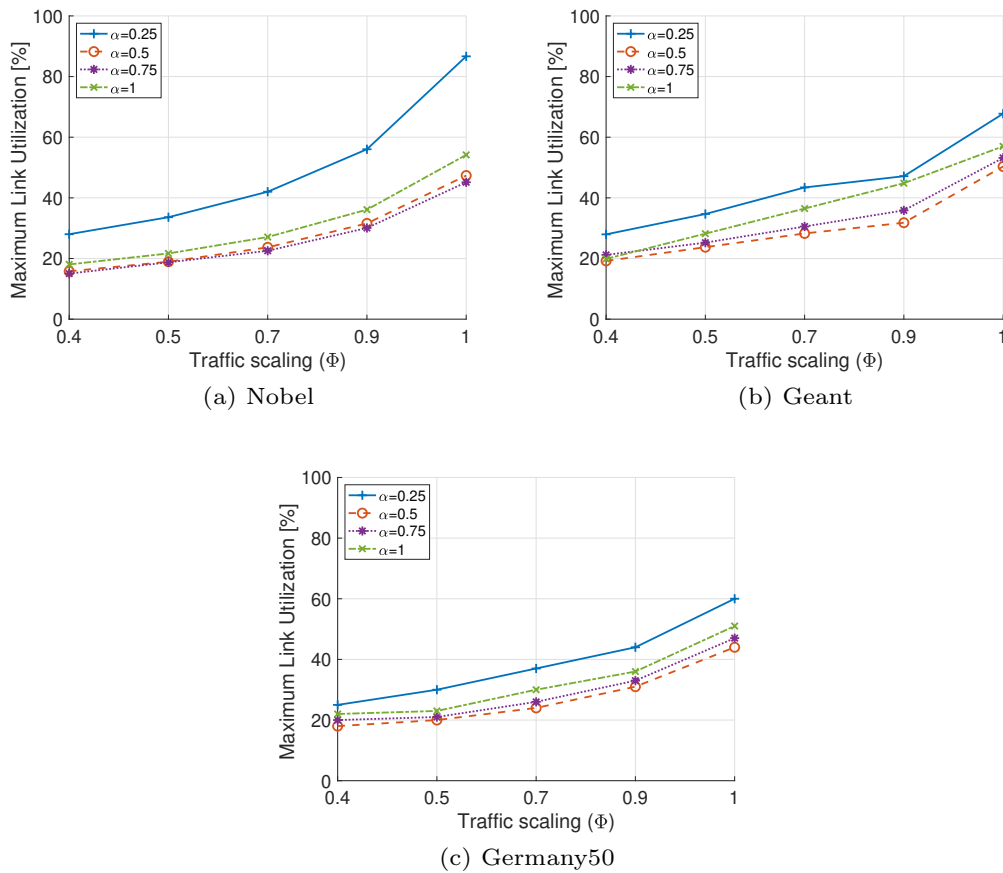 Maximum Link Utilization [%]
100
80
60
40
20
0
α=0.25
α=0.5
α=0.75
α=1
0.4 0.5 0.7 0.9 1
Traffic scaling (Φ)
(a) Nobel
Maximum Link Utilization [%]
100
80
60
40
20
0
α=0.25
α=0.5
α=0.75
α=1
0.4 0.5 0.7 0.9 1
Traffic scaling (Φ)
(b) Geant
Maximum Link Utilization [%]
100
80
60
40
20
0
α=0.25
α=0.5
α=0.75
α=1
0.4 0.5 0.7 0.9 1
Traffic scaling (Φ)
(c) Germany50